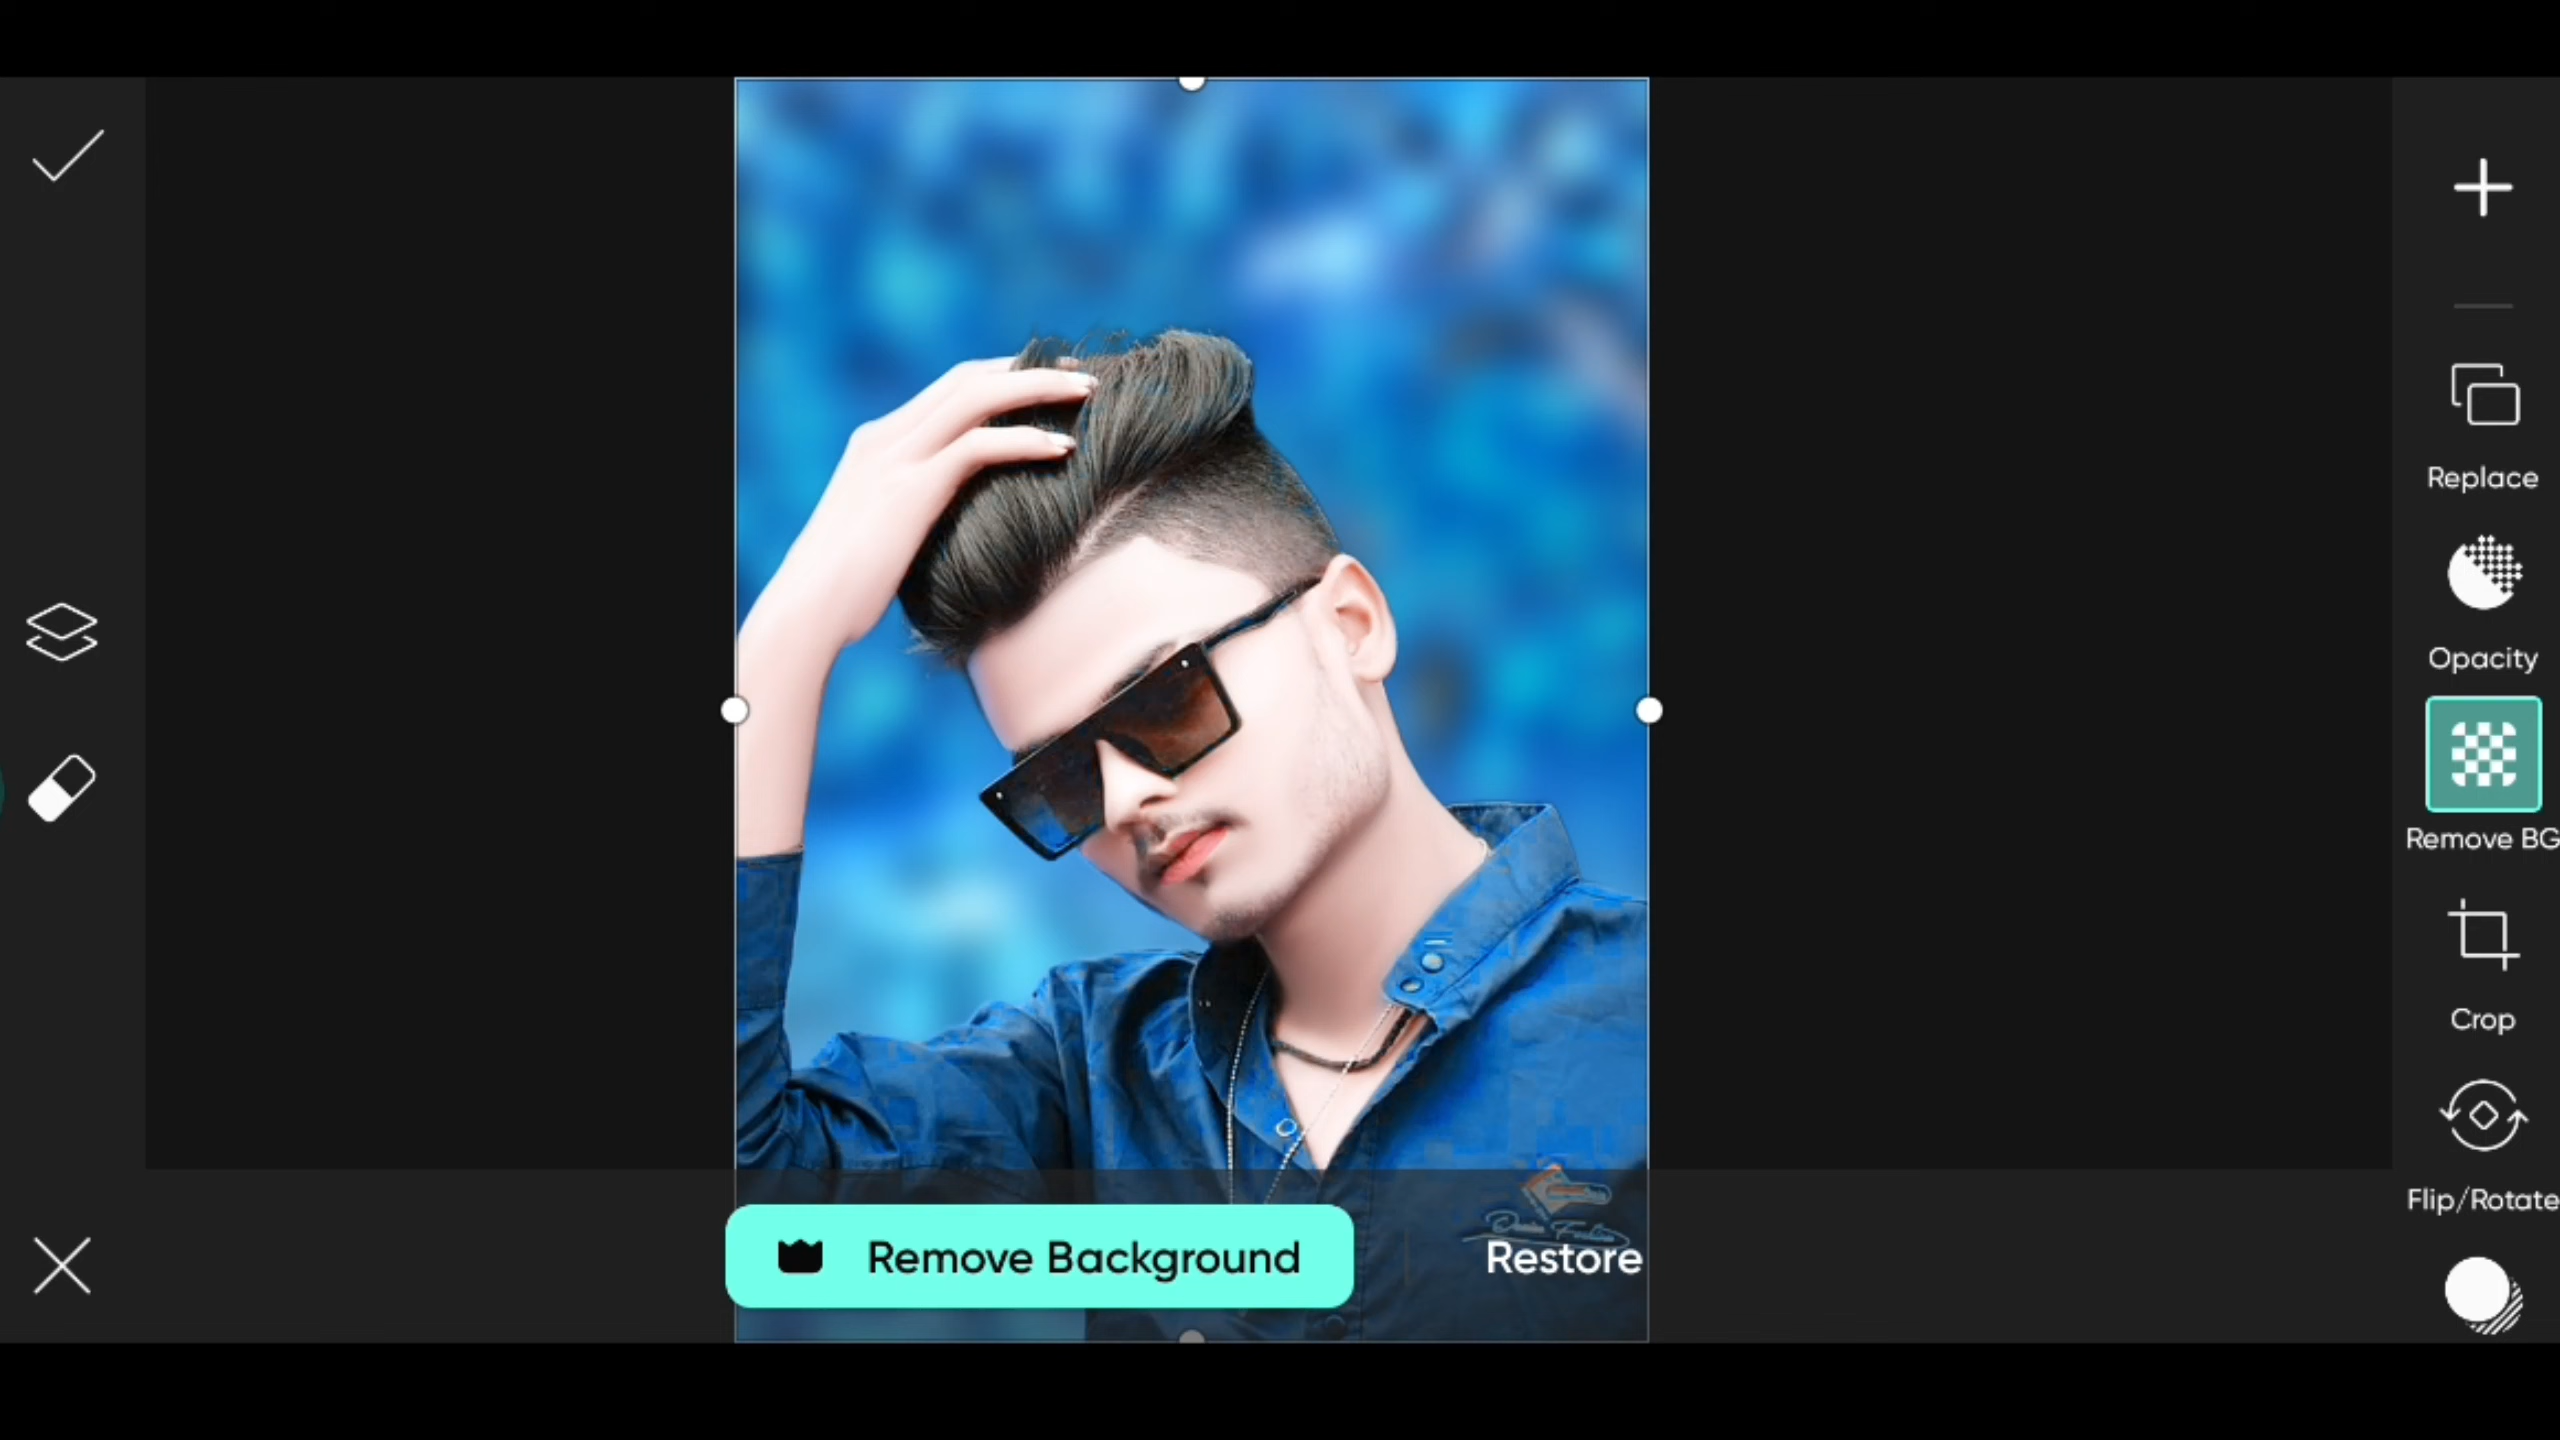 Replace
Opacity
Remove BG
Crop
Flip/Rotate
Remove Background
Restore